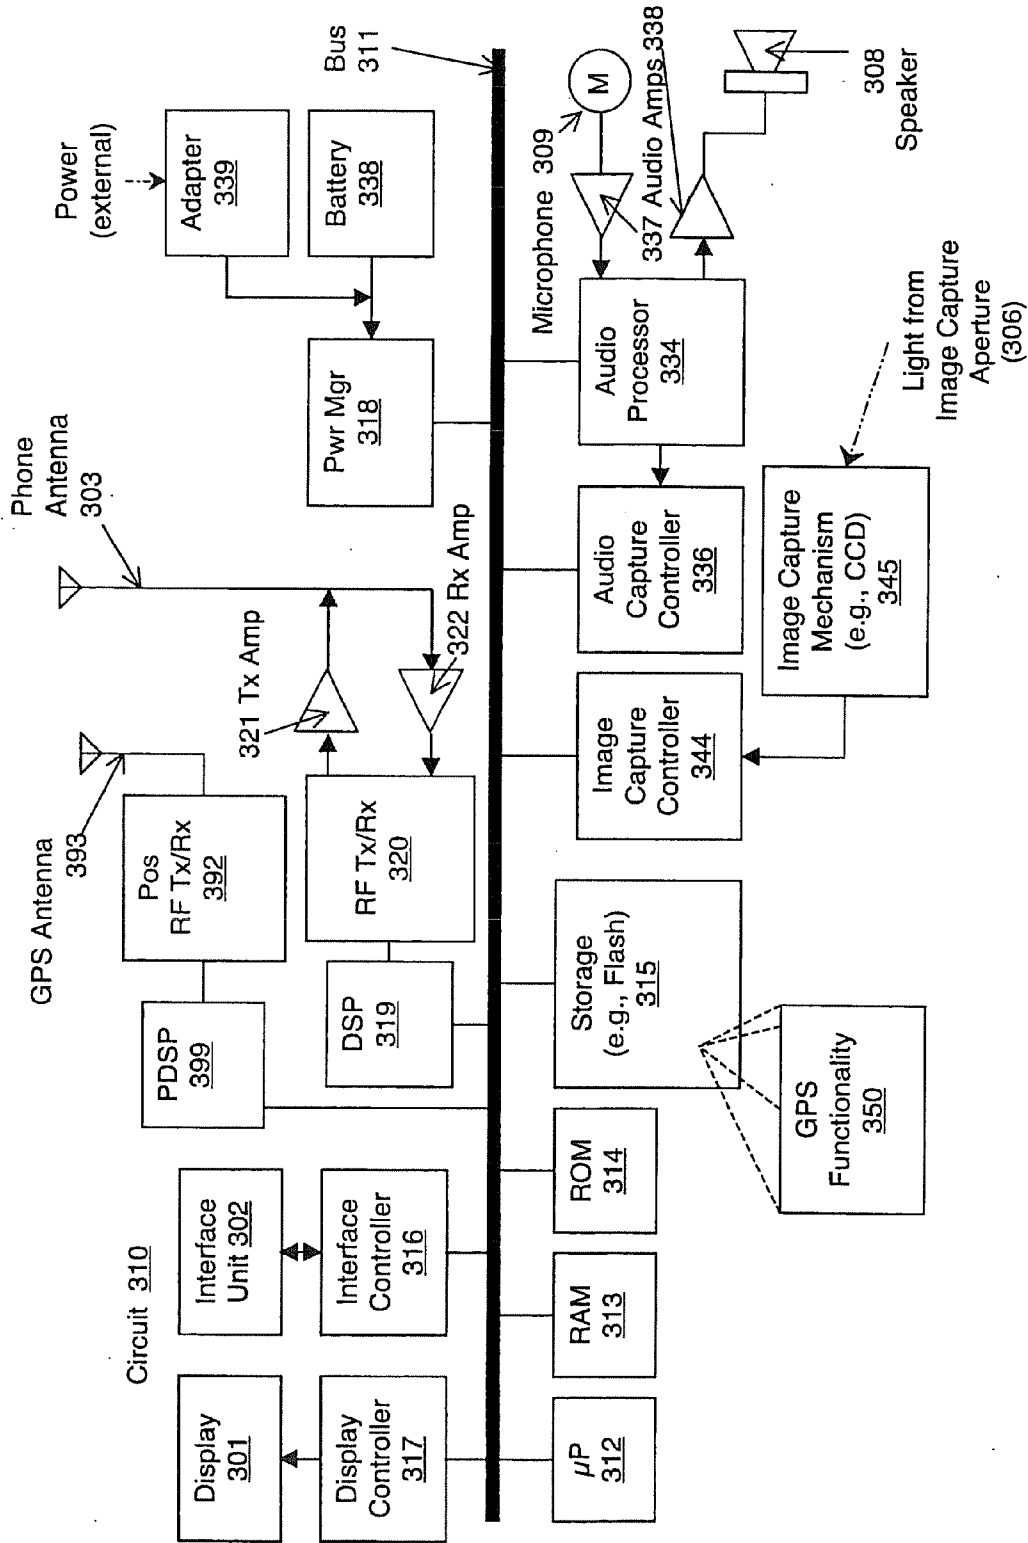 Circuit 310
Display
301
Display
Controller
317
Interface
Unit 302
Interface
Controller
316
GPS Antenna
393
PDSP
399
Pos
RF Tx/Rx
392
DSP
319
RF Tx/Rx
320
321 Tx Amp
322 Rx Amp
Phone
Antenna
303
Power
(external)
Adapter
339
Battery
338
Pwr Mgr
318
Bus
311
µP
312
RAM
313
ROM
314
Storage
(e.g., Flash)
315
GPS
Functionality
350
Image
Capture
Controller
344
Audio
Capture
Controller
336
Audio
Processor
334
Microphone 309
M
337 Audio Amps 338
308
Speaker
Image Capture
Mechanism
(e.g., CCD)
345
Light from
Image Capture
Aperture
(306)